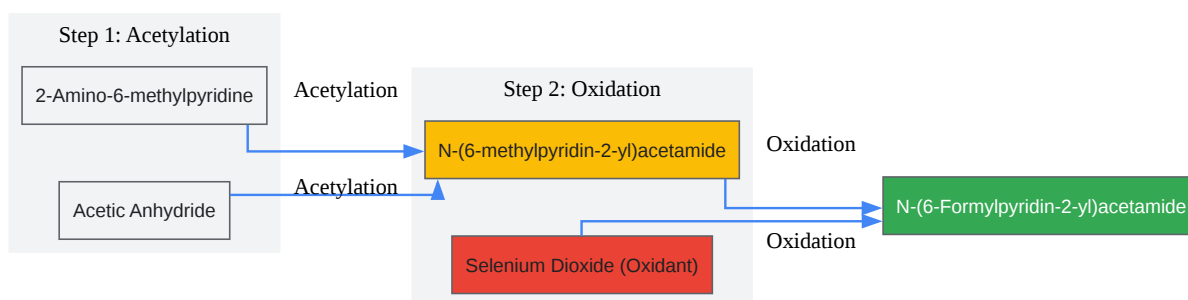 Step 1: Acetylation
2-Amino-6-methylpyridine
Acetylation
Acetic Anhydride
Acetylation
Step 2: Oxidation
N-(6-methylpyridin-2-yl)acetamide
Selenium Dioxide (Oxidant)
Oxidation
Oxidation
N-(6-Formylpyridin-2-yl)acetamide